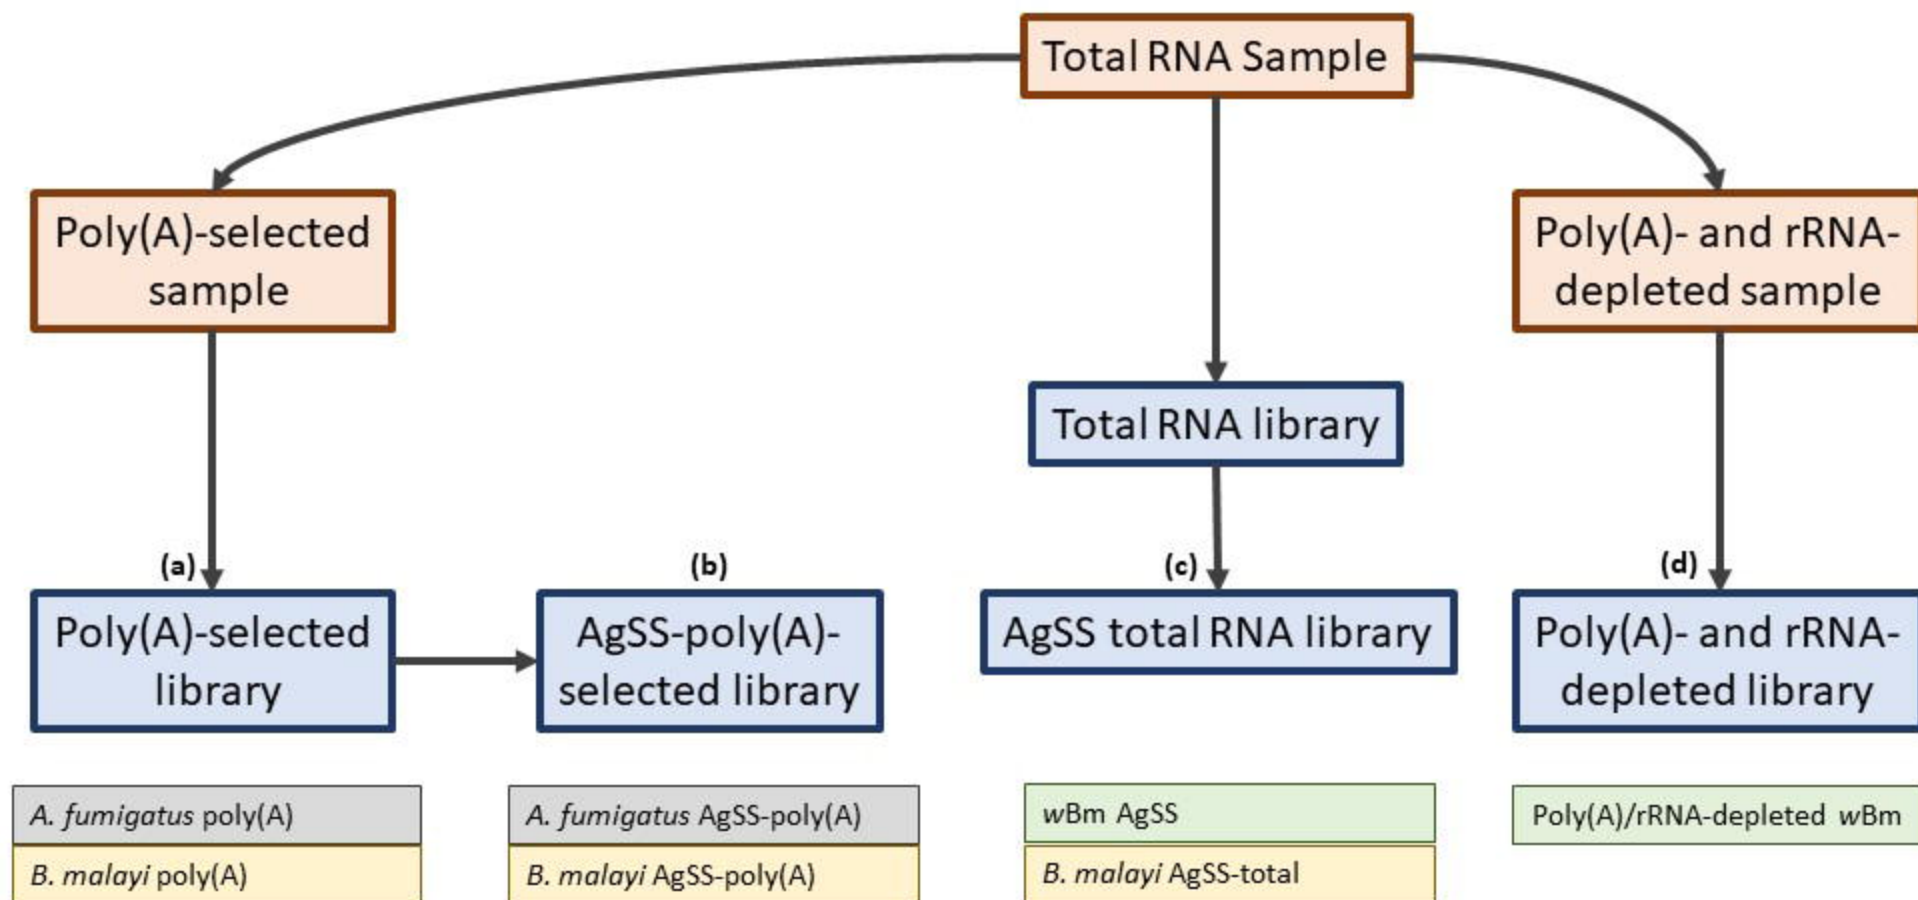 Total RNA Sample
Poly(A)-selected
sample
Poly(A)- and rRNA-
depleted sample
Total RNA library
(a)
(b)
(c)
(d)
Poly(A)-selected
library
AgSS-poly(A)-
selected library
AgSS total RNA library
Poly(A)- and rRNA-
depleted library
A. fumigatus poly(A)
B. malayi poly(A)
A. fumigatus AgSS-poly(A)
B. malayi AgSS-poly(A)
wBm AgSS
B. malayi AgSS-total
Poly(A)/rRNA-depleted wBm